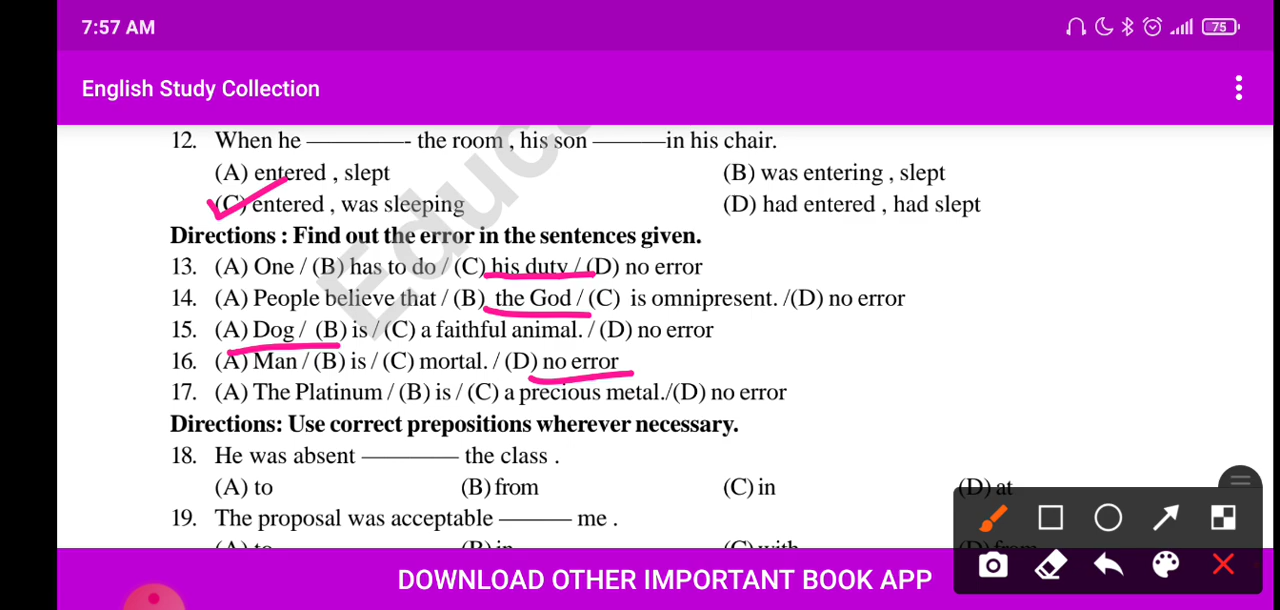 7:57 AM
75
English Study Collection
Educ
12. When he ————- the room , his son ———in his chair.
(A) entered , slept (B) was entering , slept
(C) entered , was sleeping (D) had entered , had slept
Directions : Find out the error in the sentences given.
13. (A) One / (B) has to do / (C) his duty / (D) no error
14. (A) People believe that / (B) the God / (C) is omnipresent. /(D) no error
15. (A) Dog / (B) is / (C) a faithful animal. / (D) no error
16. (A) Man / (B) is / (C) mortal. / (D) no error
17. (A) The Platinum / (B) is / (C) a precious metal./(D) no error
Directions: Use correct prepositions wherever necessary.
18. He was absent ———— the class .
(A) to (B) from (C) in (D) at
19. The proposal was acceptable ——— me .
(A) to (B) in (C) with (D) from
DOWNLOAD OTHER IMPORTANT BOOK APP